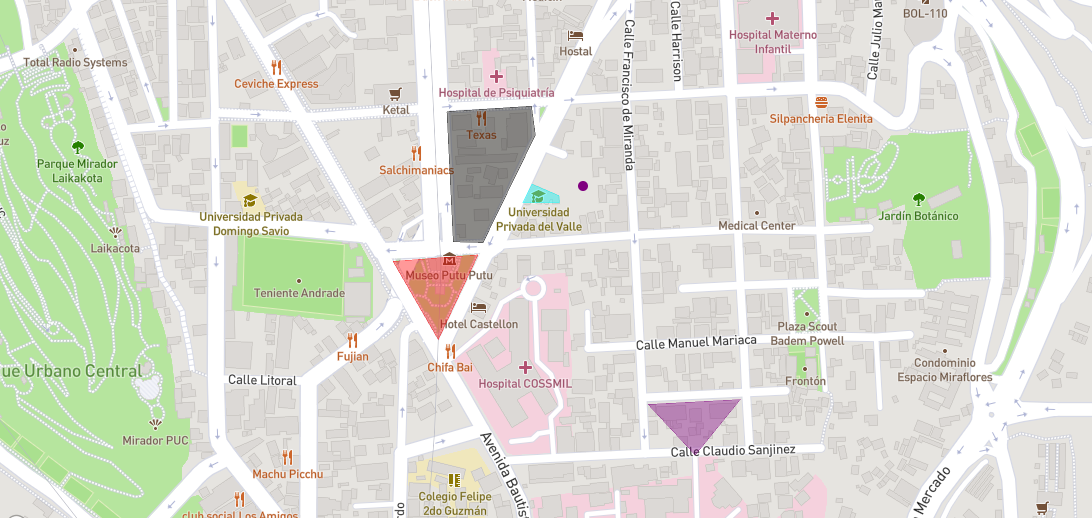 BOL-110
Calle Julio Ma
Calle Harrison
Calle Francisco de Miranda
Hospital Materno
Infantil
Hostal
Total Radio Systems
Ceviche Express
Hospital de Psiquiatría
Ketal
Silpancheria Elenita
Texas
Parque Mirador
Laikakota
Salchimaniacs
Universidad Privada
Domingo Savio
Universidad
Privada del Valle
Jardín Botánico
Medical Center
Laikacota
Museo Putu Putu
Teniente Andrade
Hotel Castellon
Plaza Scout
Badem Powell
Calle Manuel Mariaca
Fujian
Chifa Bai
Condominio
Espacio Miraflores
que Urbano Central
Calle Litoral
Hospital COSSMIL
Frontón
Mirador PUC
Calle Claudio Sanjinez
Avenida Bautis
Machu Picchu
Colegio Felipe
2do Guzmán
club social Los Amigos
Mercado